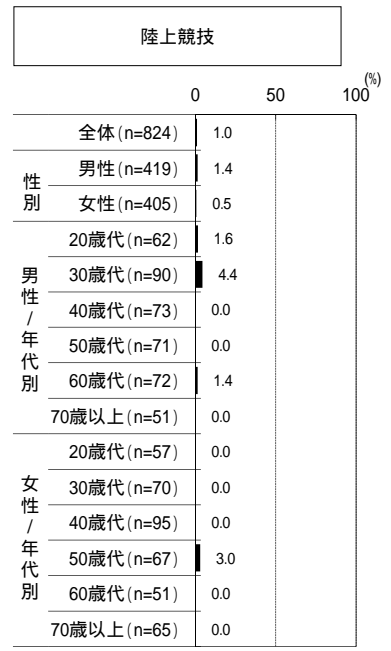 陸上競技
(%)
0 50 100
全体(n=824) 1.0
性別
男性(n=419) 1.4
女性(n=405) 0.5
男性/年代別
20歳代(n=62) 1.6
30歳代(n=90) 4.4
40歳代(n=73) 0.0
50歳代(n=71) 0.0
60歳代(n=72) 1.4
70歳以上(n=51) 0.0
女性/年代別
20歳代(n=57) 0.0
30歳代(n=70) 0.0
40歳代(n=95) 0.0
50歳代(n=67) 3.0
60歳代(n=51) 0.0
70歳以上(n=65) 0.0